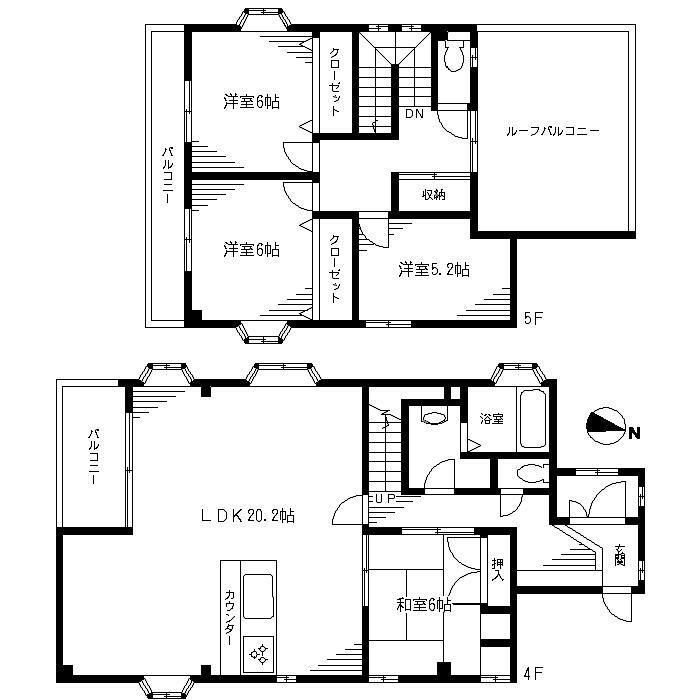 洋室6帖
クローゼット
DN
ルーフバルコニー
バルコニー
収納
洋室6帖
クローゼット
洋室5.2帖
5F
浴室
N
バルコニー
UP
LDK20.2帖
玄関
押入
カウンター
和室6帖
4F